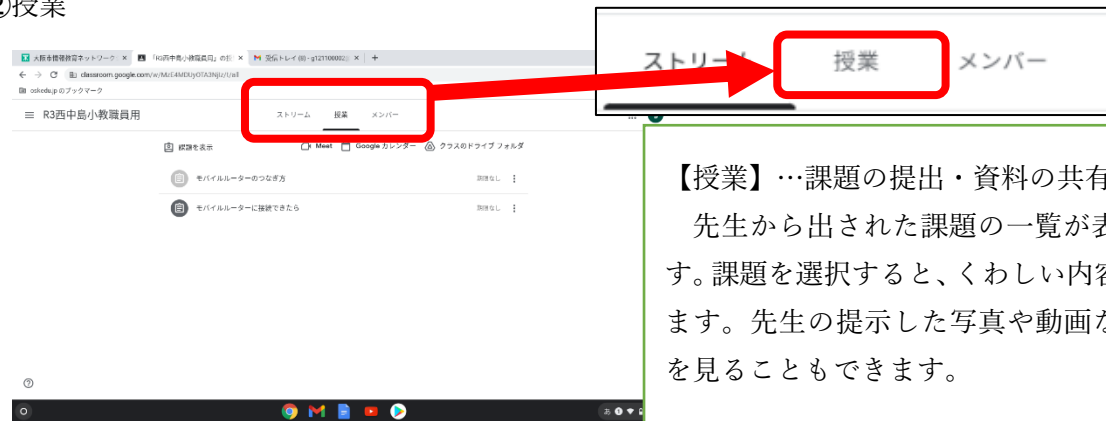 ②授業
大阪市教育情報ネットワーク
「R3西中島小教職員用」の授
受信トレイ (0) - g121100002
classroom.google.com/w/MzE4MDUyOTA3Njiz/t/all
oskedu.jp のブックマーク
R3西中島小教職員用
ストリーム 授業 メンバー
課題を表示
Meet Google カレンダー クラスのドライブ フォルダ
モバイルルーターのつなぎ方 期限なし
モバイルルーターに接続できたら 期限なし
あ
ストリーム 授業 メンバー
【授業】…課題の提出・資料の共有
先生から出された課題の一覧が表
す。課題を選択すると、くわしい内容
ます。先生の提示した写真や動画な
を見ることもできます。